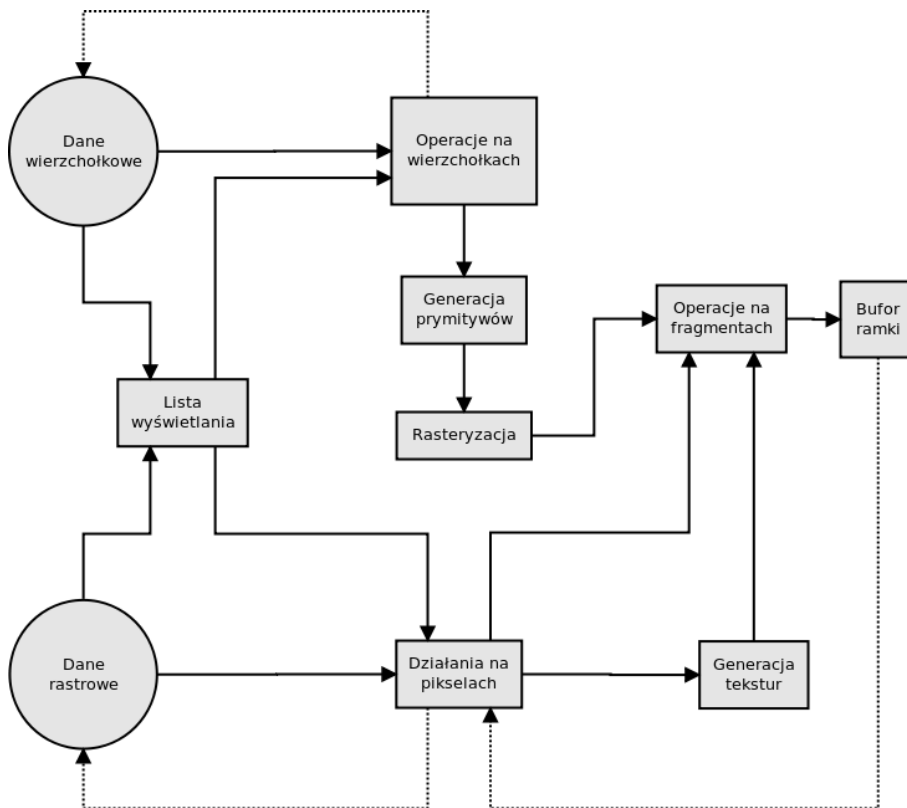 Dane
wierzchołkowe
Operacje na
wierzchołkach
Generacja
prymitywów
Operacje na
fragmentach
Bufor
ramki
Lista
wyświetlania
Rasteryzacja
Dane
rastrowe
Działania na
pikselach
Generacja
tekstur